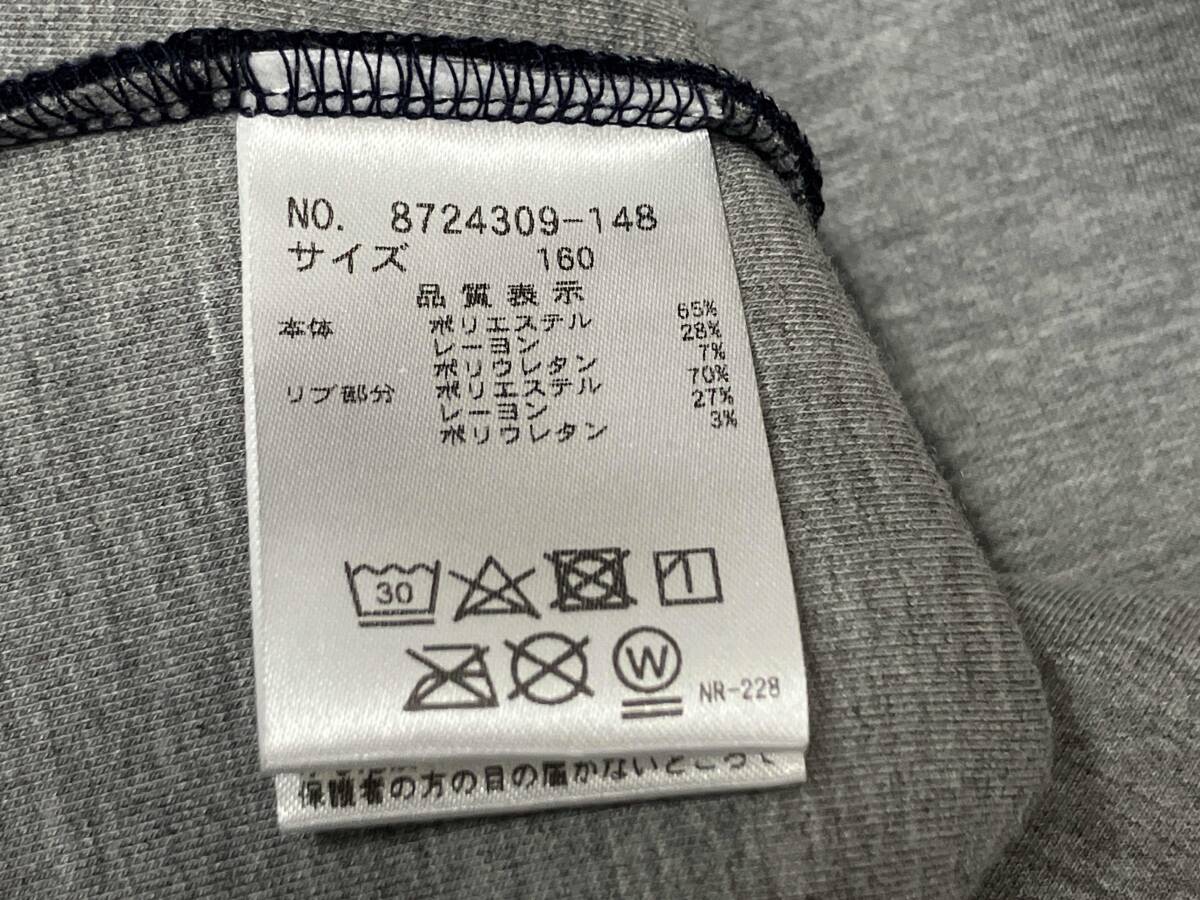 NO. 8724309-148
サイズ 160
品質表示
本体 ポリエステル 65%
レーヨン 28%
ポリウレタン 7%
リブ部分 ポリエステル 70%
レーヨン 27%
ポリウレタン 3%
30
W
NR-228
保護者の方の目の届かないところで